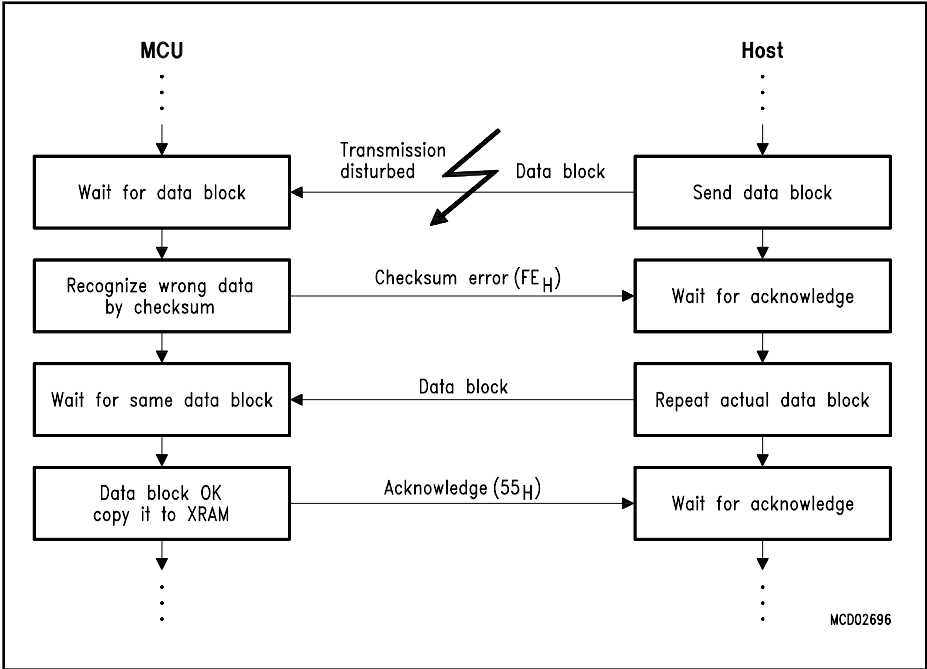 MCU
Host
Transmission
disturbed
Data block
Wait for data block
Send data block
Recognize wrong data
by checksum
Checksum error (FEH)
Wait for acknowledge
Wait for same data block
Data block
Repeat actual data block
Data block OK
copy it to XRAM
Acknowledge (55H)
Wait for acknowledge
MCD02696